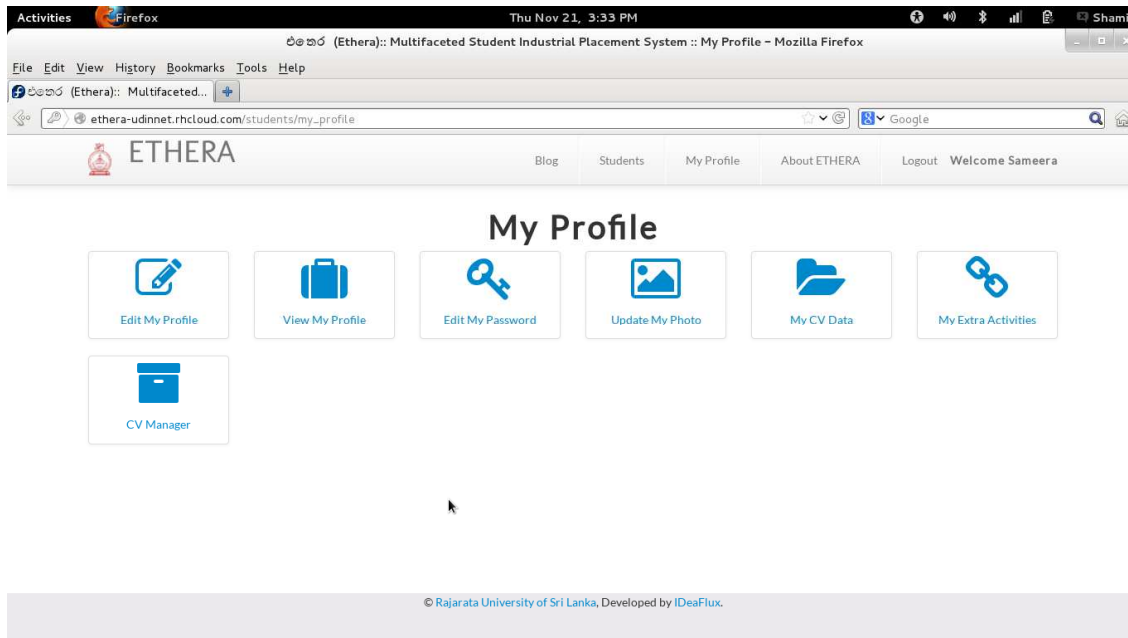 Activities Firefox Thu Nov 21, 3:33 PM Shami
එතෙර (Ethera):: Multifaceted Student Industrial Placement System :: My Profile - Mozilla Firefox
File Edit View History Bookmarks Tools Help
එතෙර (Ethera):: Multifaceted...
ethera-udinnet.rhcloud.com/students/my_profile Google
ETHERA Blog Students My Profile About ETHERA Logout Welcome Sameera
My Profile
Edit My Profile View My Profile Edit My Password Update My Photo My CV Data My Extra Activities
CV Manager
© Rajarata University of Sri Lanka, Developed by IDeaFlux.